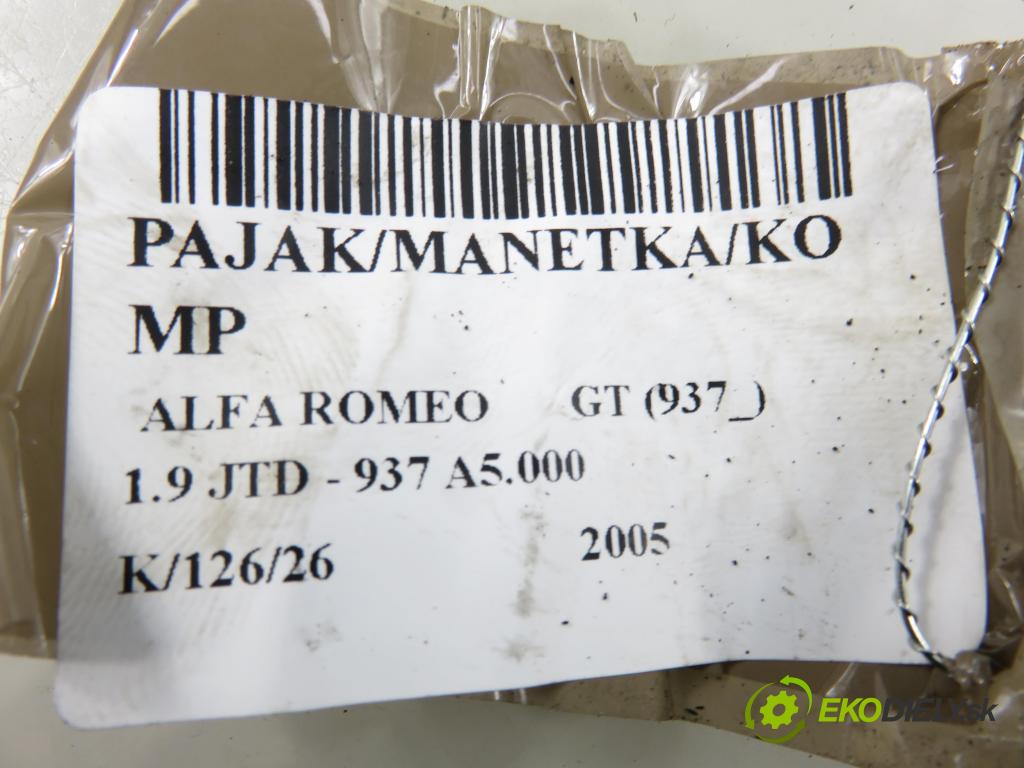 PAJAK/MANETKA/KO
MP
ALFA ROMEO GT (937_)
1.9 JTD - 937 A5.000
K/126/26 2005
EKODIELY.sk